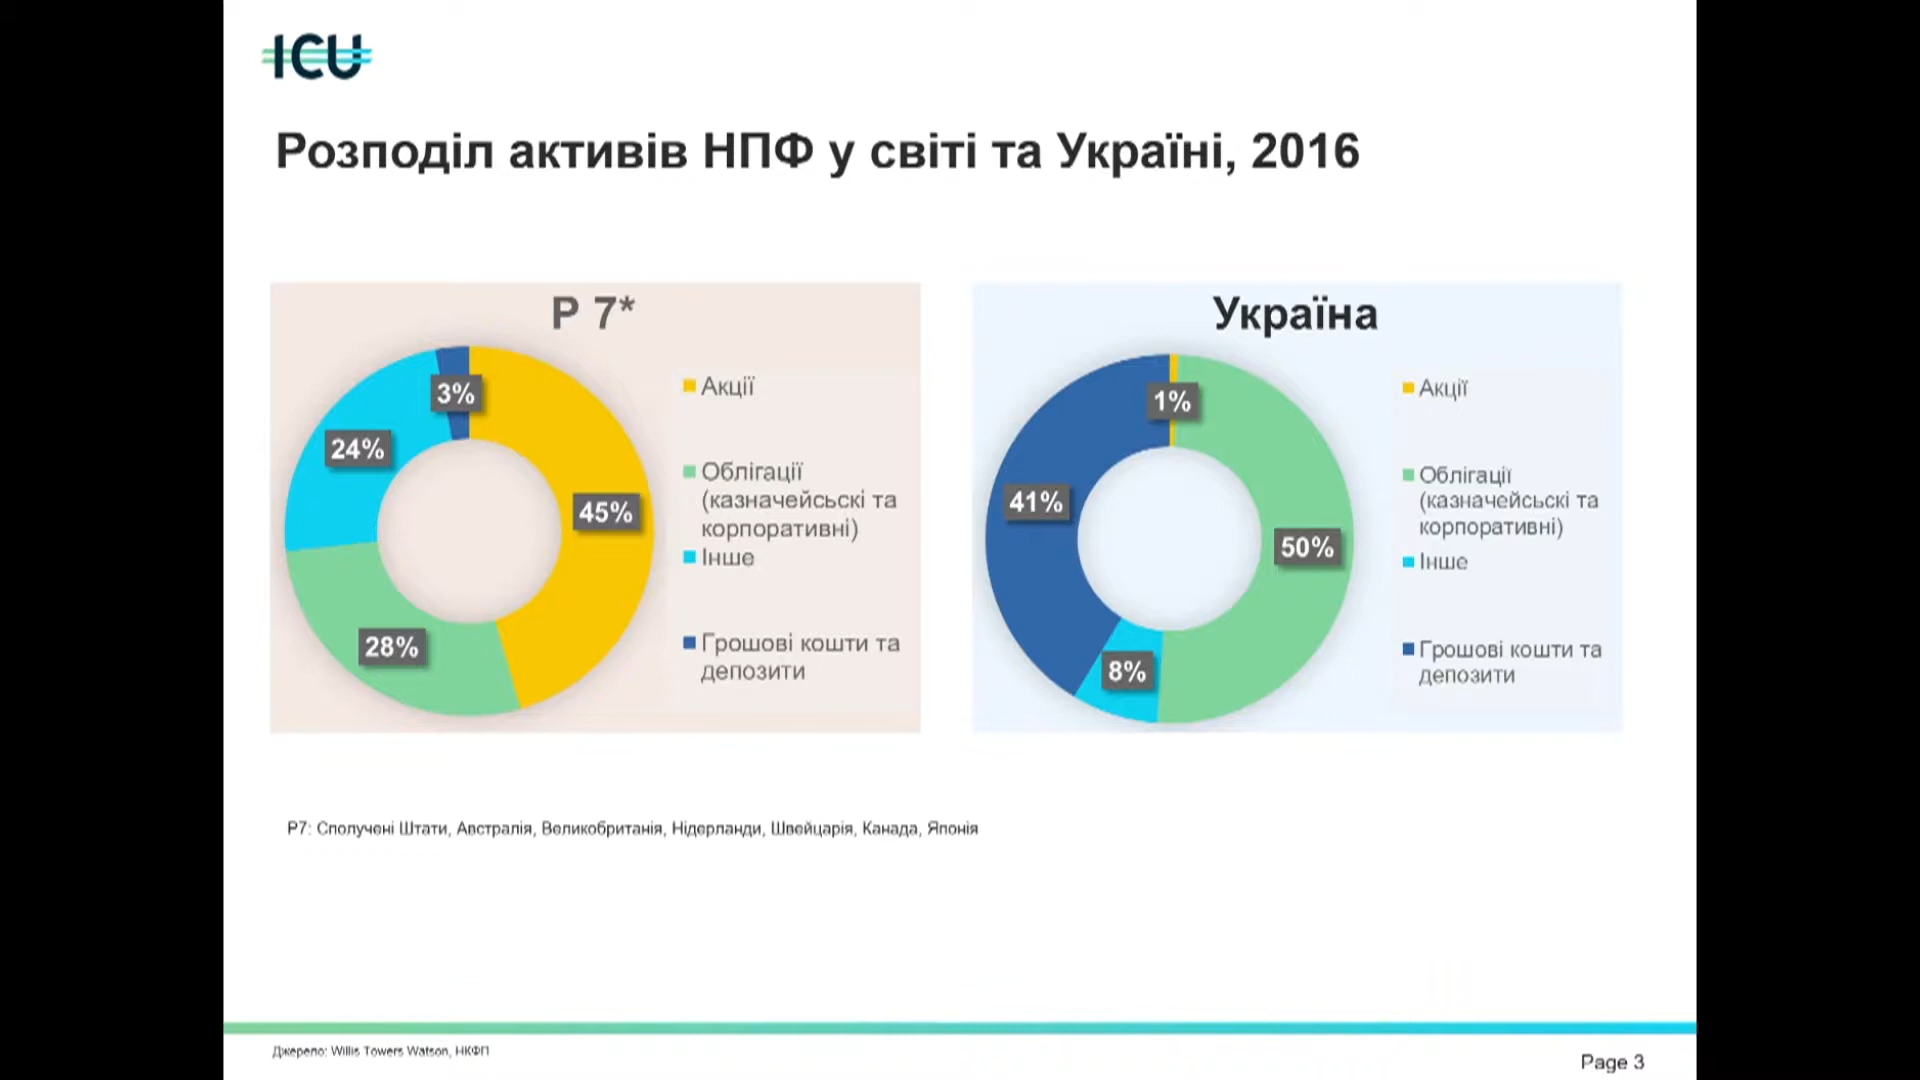 ICU
Розподіл активів НПФ у світі та Україні, 2016
Р 7*
3%
24%
45%
28%
Акції
Облігації
(казначейсьскі та
корпоративні)
Інше
Грошові кошти та
депозити
Україна
1%
41%
50%
8%
Акції
Облігації
(казначейсьскі та
корпоративні)
Інше
Грошові кошти та
депозити
Р7: Сполучені Штати, Австралія, Великобританія, Нідерланди, Швейцарія, Канада, Японія
Джерело: Willis Towers Watson, НКФП
Page 3